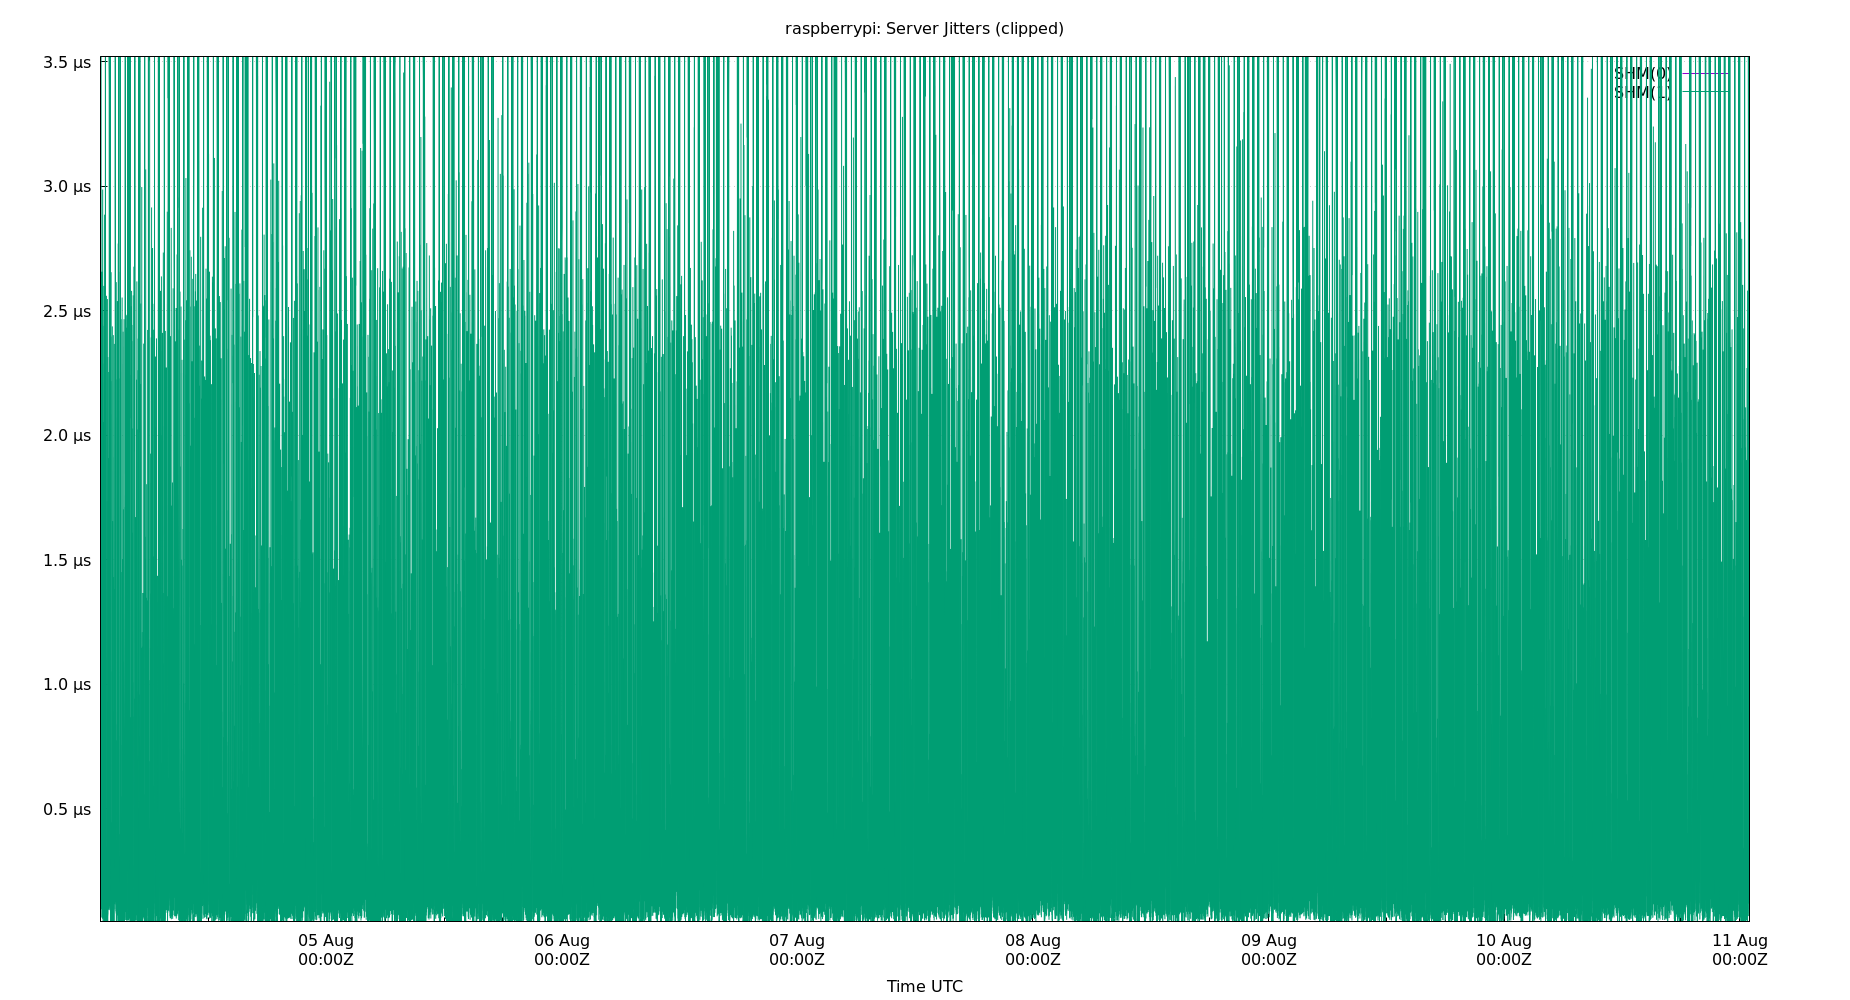 raspberrypi: Server Jitters (clipped)
3.5 µs
SHM(0)
SHM(1)
3.0 µs
2.5 µs
2.0 µs
1.5 µs
1.0 µs
0.5 µs
05 Aug
00:00Z
06 Aug
00:00Z
07 Aug
00:00Z
08 Aug
00:00Z
09 Aug
00:00Z
10 Aug
00:00Z
11 Aug
00:00Z
Time UTC